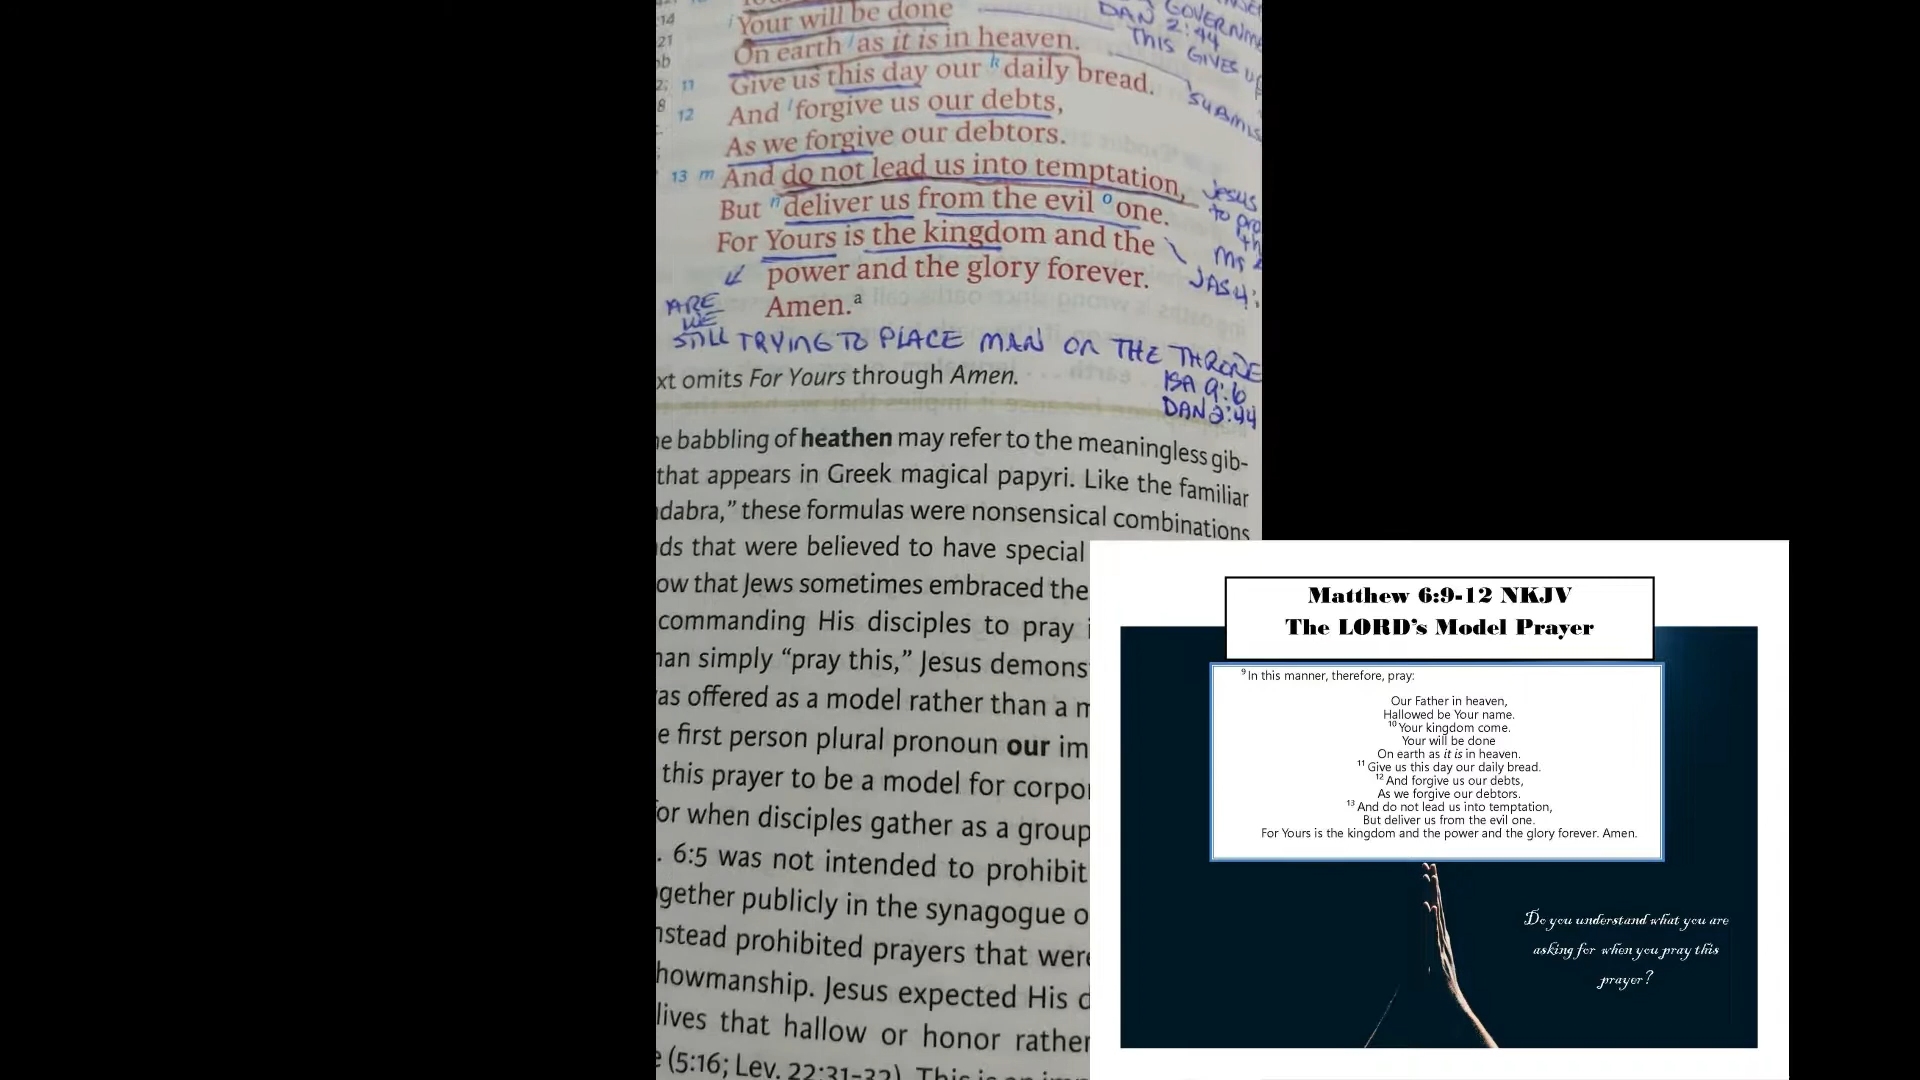 14
i Your will be done
21
On earth j as it is in heaven.
11 Give us this day our k daily bread.
8
12 And l forgive us our debts,
As we forgive our debtors.
13 m And do not lead us into temptation,
But n deliver us from the evil o one.
For Yours is the kingdom and the
power and the glory forever.
Amen.a
GOVERNME
DAN 2:44
THIS GIVES U
SUBMIS
Jesus
to pro
th
JAS 4:
ARE
WE
STILL TRYING TO PLACE MAN ON THE THRONE
ISA 9:6
DAN 2:44
xt omits For Yours through Amen.
e babbling of heathen may refer to the meaningless gib-
that appears in Greek magical papyri. Like the familiar
dabra,” these formulas were nonsensical combinations
ds that were believed to have special
ow that Jews sometimes embraced the
commanding His disciples to pray i
an simply “pray this,” Jesus demons
as offered as a model rather than a m
e first person plural pronoun our im
this prayer to be a model for corpo
or when disciples gather as a group
. 6:5 was not intended to prohibit
gether publicly in the synagogue o
nstead prohibited prayers that were
howmanship. Jesus expected His d
lives that hallow or honor rather
e (5:16; Lev. 22:31-32). This is an im
Matthew 6:9-12 NKJV
The LORD’s Model Prayer
9 In this manner, therefore, pray:
Our Father in heaven,
Hallowed be Your name.
10 Your kingdom come.
Your will be done
On earth as it is in heaven.
11 Give us this day our daily bread.
12 And forgive us our debts,
As we forgive our debtors.
13 And do not lead us into temptation,
But deliver us from the evil one.
For Yours is the kingdom and the power and the glory forever. Amen.
Do you understand what you are
asking for when you pray this
prayer?